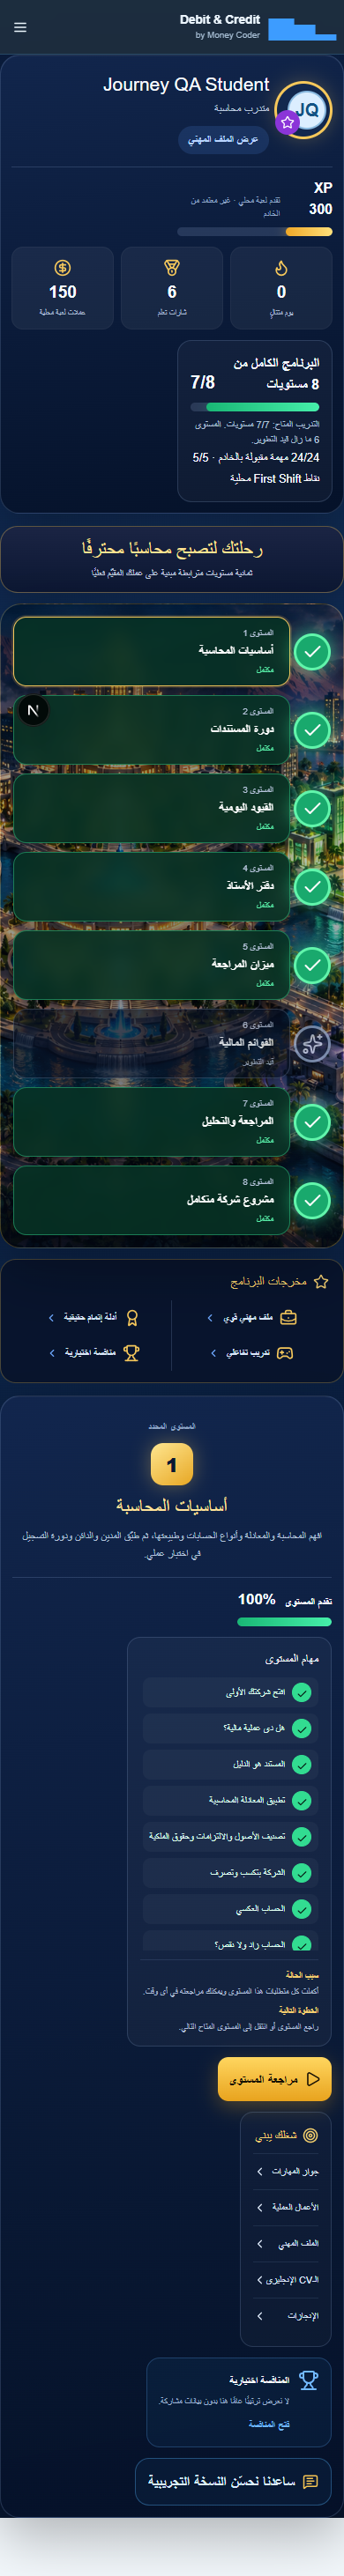 Debit & Credit
by Money Coder
Journey QA Student
JQ
متدرب محاسبة
عرض الملف المهني
XP
300
تقدم لعبة محلي · غير معتمد من
الخادم
0
يوم متتالٍ
6
شارات تعلم
150
عملات لعبة محلية
البرنامج الكامل من
8 مستويات
7/8
التدريب المتاح: 7/7 مستويات. المستوى
6 ما زال قيد التطوير.
24/24 مهمة مقبولة بالخادم · 5/5
نقاط First Shift محلية
رحلتك لتصبح محاسبًا محترفًا
ثمانية مستويات مترابطة مبنية على عملك المقيّم فعليًا
المستوى 1
أساسيات المحاسبة
مكتمل
N
المستوى 2
دورة المستندات
مكتمل
المستوى 3
القيود اليومية
مكتمل
المستوى 4
دفتر الأستاذ
مكتمل
المستوى 5
ميزان المراجعة
مكتمل
المستوى 6
القوائم المالية
قيد التطوير
المستوى 7
المراجعة والتحليل
مكتمل
المستوى 8
مشروع شركة متكامل
مكتمل
مخرجات البرنامج
ملف مهني قوي
أدلة إتمام حقيقية
تدريب تفاعلي
منافسة اختيارية
المستوى المحدد
1
أساسيات المحاسبة
افهم المحاسبة والمعادلة وأنواع الحسابات وطبيعتها، ثم طبّق المدين والدائن ودورة التسجيل
في اختبار عملي.
تقدم المستوى
100%
مهام المستوى
افتح شركتك الأولى
هل دي عملية مالية؟
المستند هو الدليل
تطبيق المعادلة المحاسبية
تصنيف الأصول والالتزامات وحقوق الملكية
الشركة بتكسب وتصرف
الحساب العكسي
الحساب زاد ولا نقص؟
سبب الحالة
أكملت كل متطلبات هذا المستوى ويمكنك مراجعته في أي وقت.
الخطوة التالية
راجع المستوى أو انتقل إلى المستوى المتاح التالي.
مراجعة المستوى
شغلك يبني
جواز المهارات
الأعمال العملية
الملف المهني
الـCV الإنجليزي
الإنجازات
المنافسة اختيارية
لا نعرض ترتيبًا عامًا هنا بدون بيانات مشاركة.
فتح المنافسة
ساعدنا نحسّن النسخة التجريبية